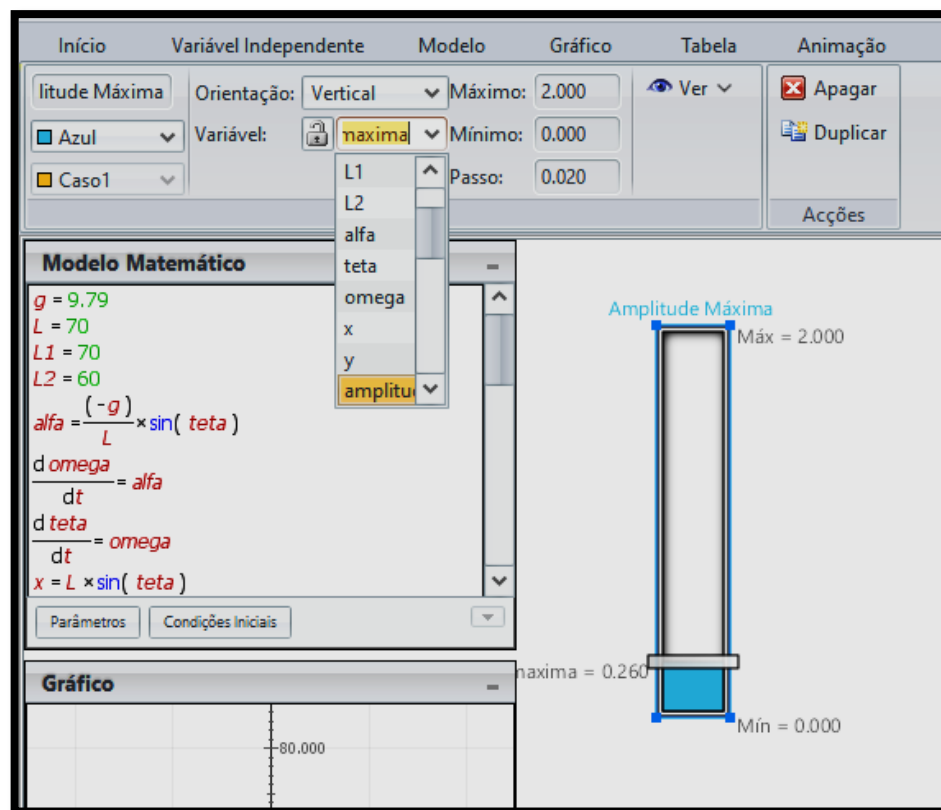 Início Variável Independente Modelo Gráfico Tabela Animação
litude Máxima Orientação: Vertical Máximo: 2.000 Ver Apagar
Azul Variável: maxima Mínimo: 0.000 Duplicar
Caso1 Passo: 0.020
Acções
L1
L2
alfa
teta
omega
x
y
amplitu
Modelo Matemático
g = 9.79
L = 70
L1 = 70
L2 = 60
alfa = (-g)/L × sin( teta )
d omega/dt = alfa
d teta/dt = omega
x = L × sin( teta )
Parâmetros Condições Iniciais
Gráfico
80.000
Amplitude Máxima
Máx = 2.000
maxima = 0.260
Mín = 0.000